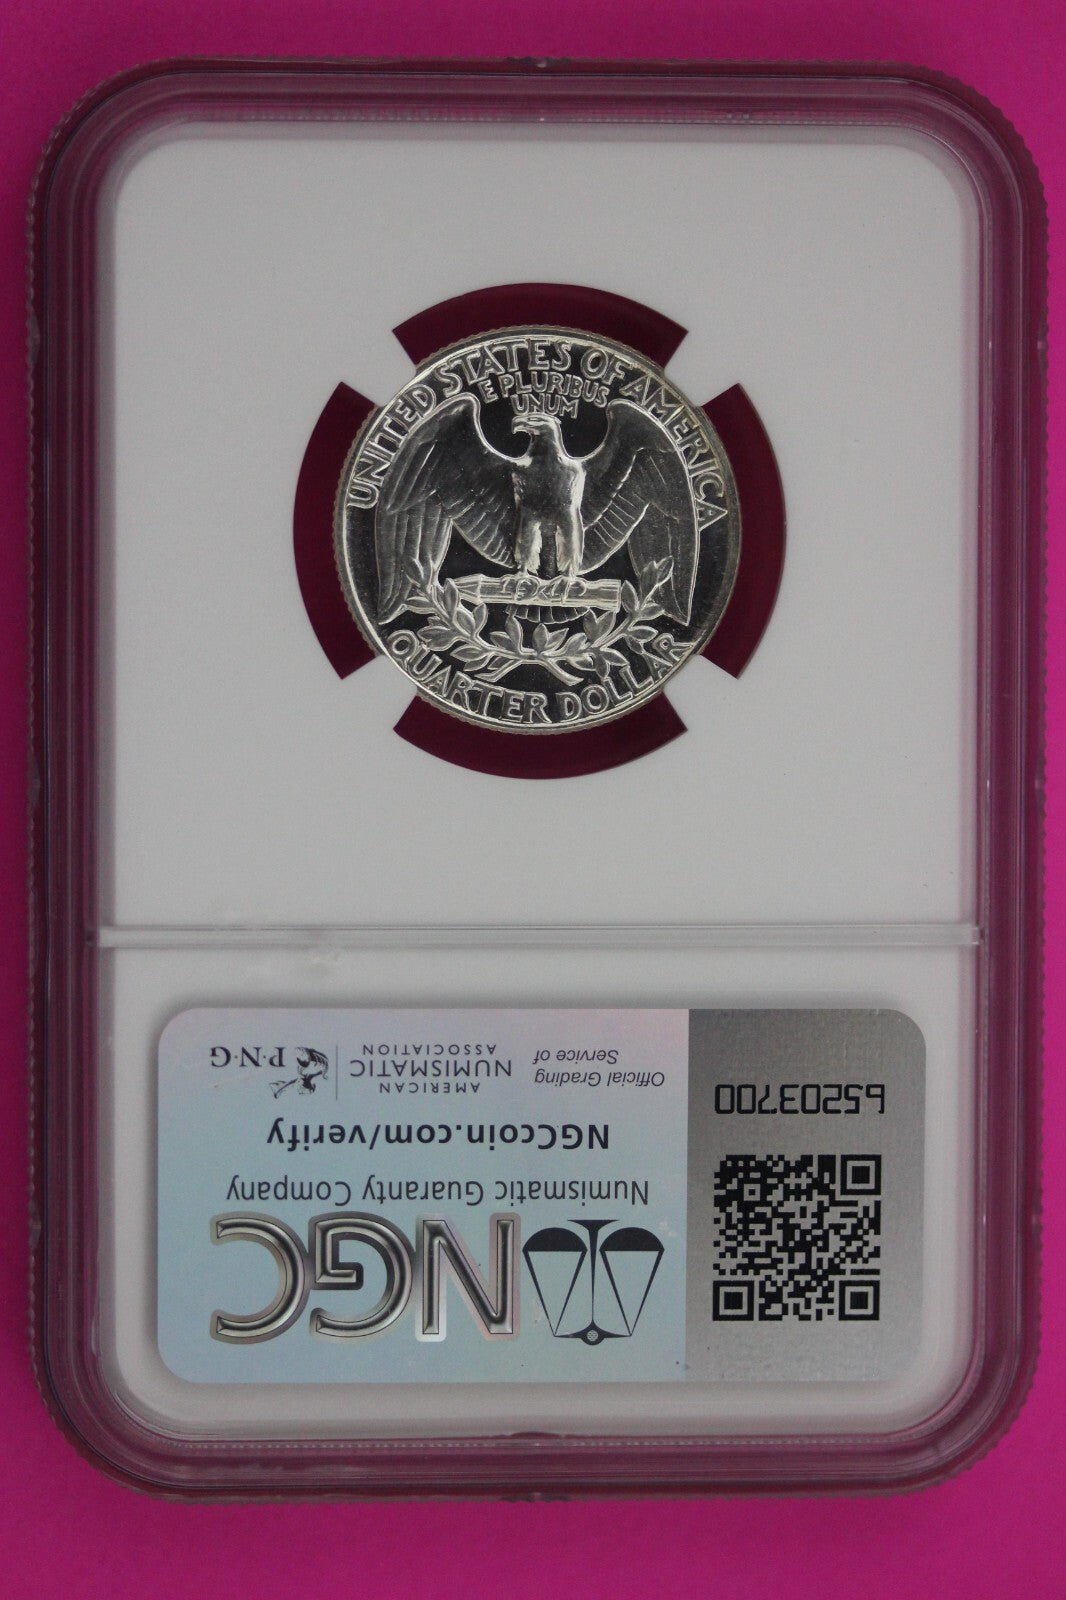 UNITED STATES OF AMERICA
E PLURIBUS
UNUM
QUARTER DOLLAR
NGC
Numismatic Guaranty Company
NGCcoin.com/verify
Official Grading
Service of
AMERICAN
NUMISMATIC
ASSOCIATION
P·N·G
65203700